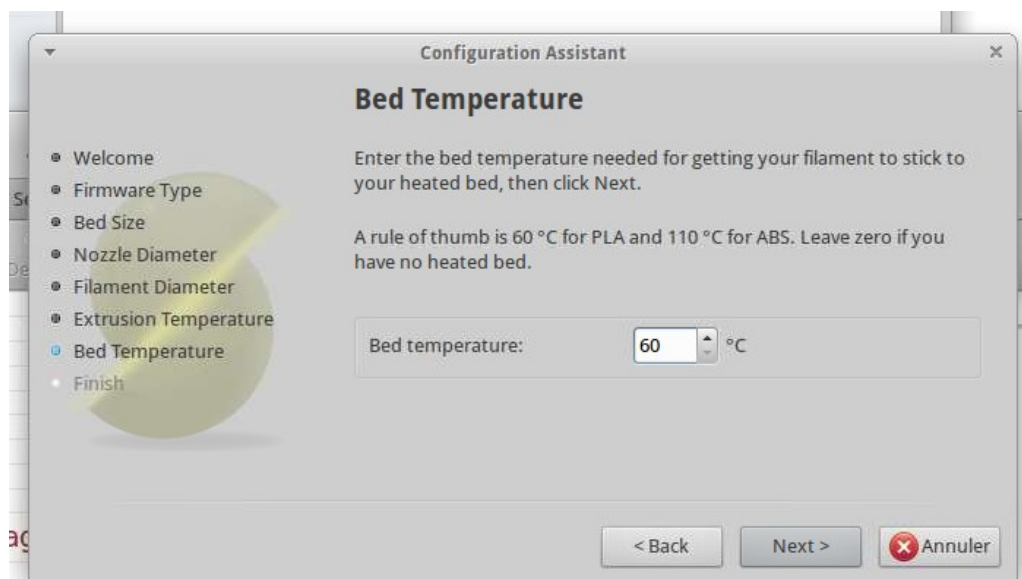 Configuration Assistant
Bed Temperature
Welcome
Firmware Type
Bed Size
Nozzle Diameter
Filament Diameter
Extrusion Temperature
Bed Temperature
Finish
Enter the bed temperature needed for getting your filament to stick to
your heated bed, then click Next.
A rule of thumb is 60 °C for PLA and 110 °C for ABS. Leave zero if you
have no heated bed.
Bed temperature: 60 °C
< Back Next > Annuler